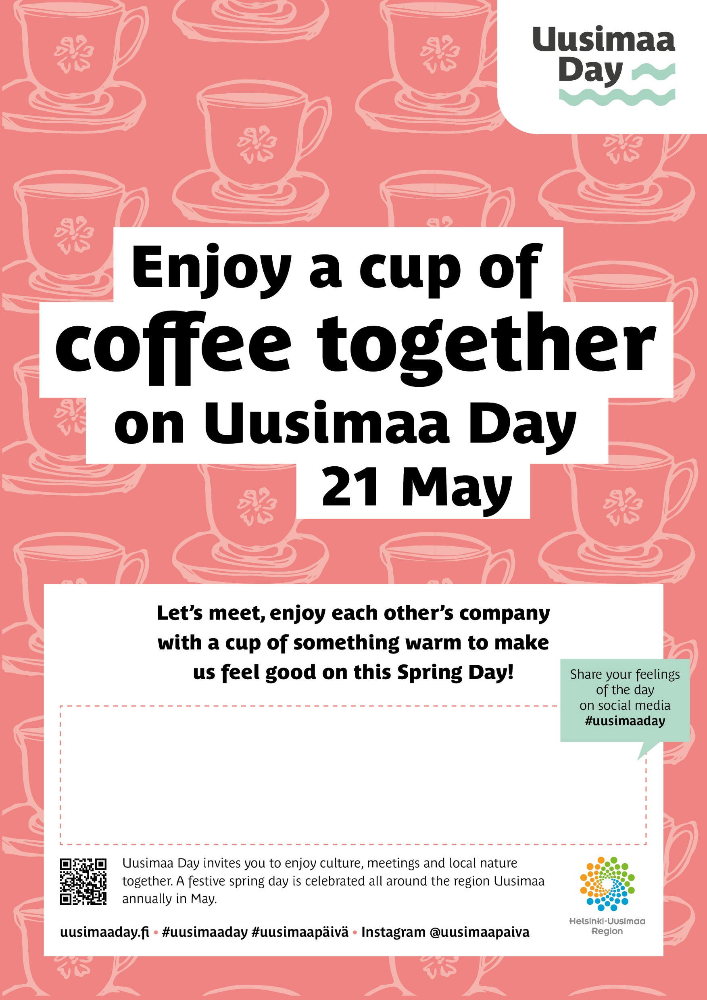 Uusimaa
Day
Enjoy a cup of
coffee together
on Uusimaa Day
21 May
Let’s meet, enjoy each other’s company
with a cup of something warm to make
us feel good on this Spring Day!
Share your feelings
of the day
on social media
#uusimaaday
Uusimaa Day invites you to enjoy culture, meetings and local nature
together. A festive spring day is celebrated all around the region Uusimaa
annually in May.
uusimaaday.fi • #uusimaaday #uusimaapäivä • Instagram @uusimaapaiva
Helsinki-Uusimaa
Region